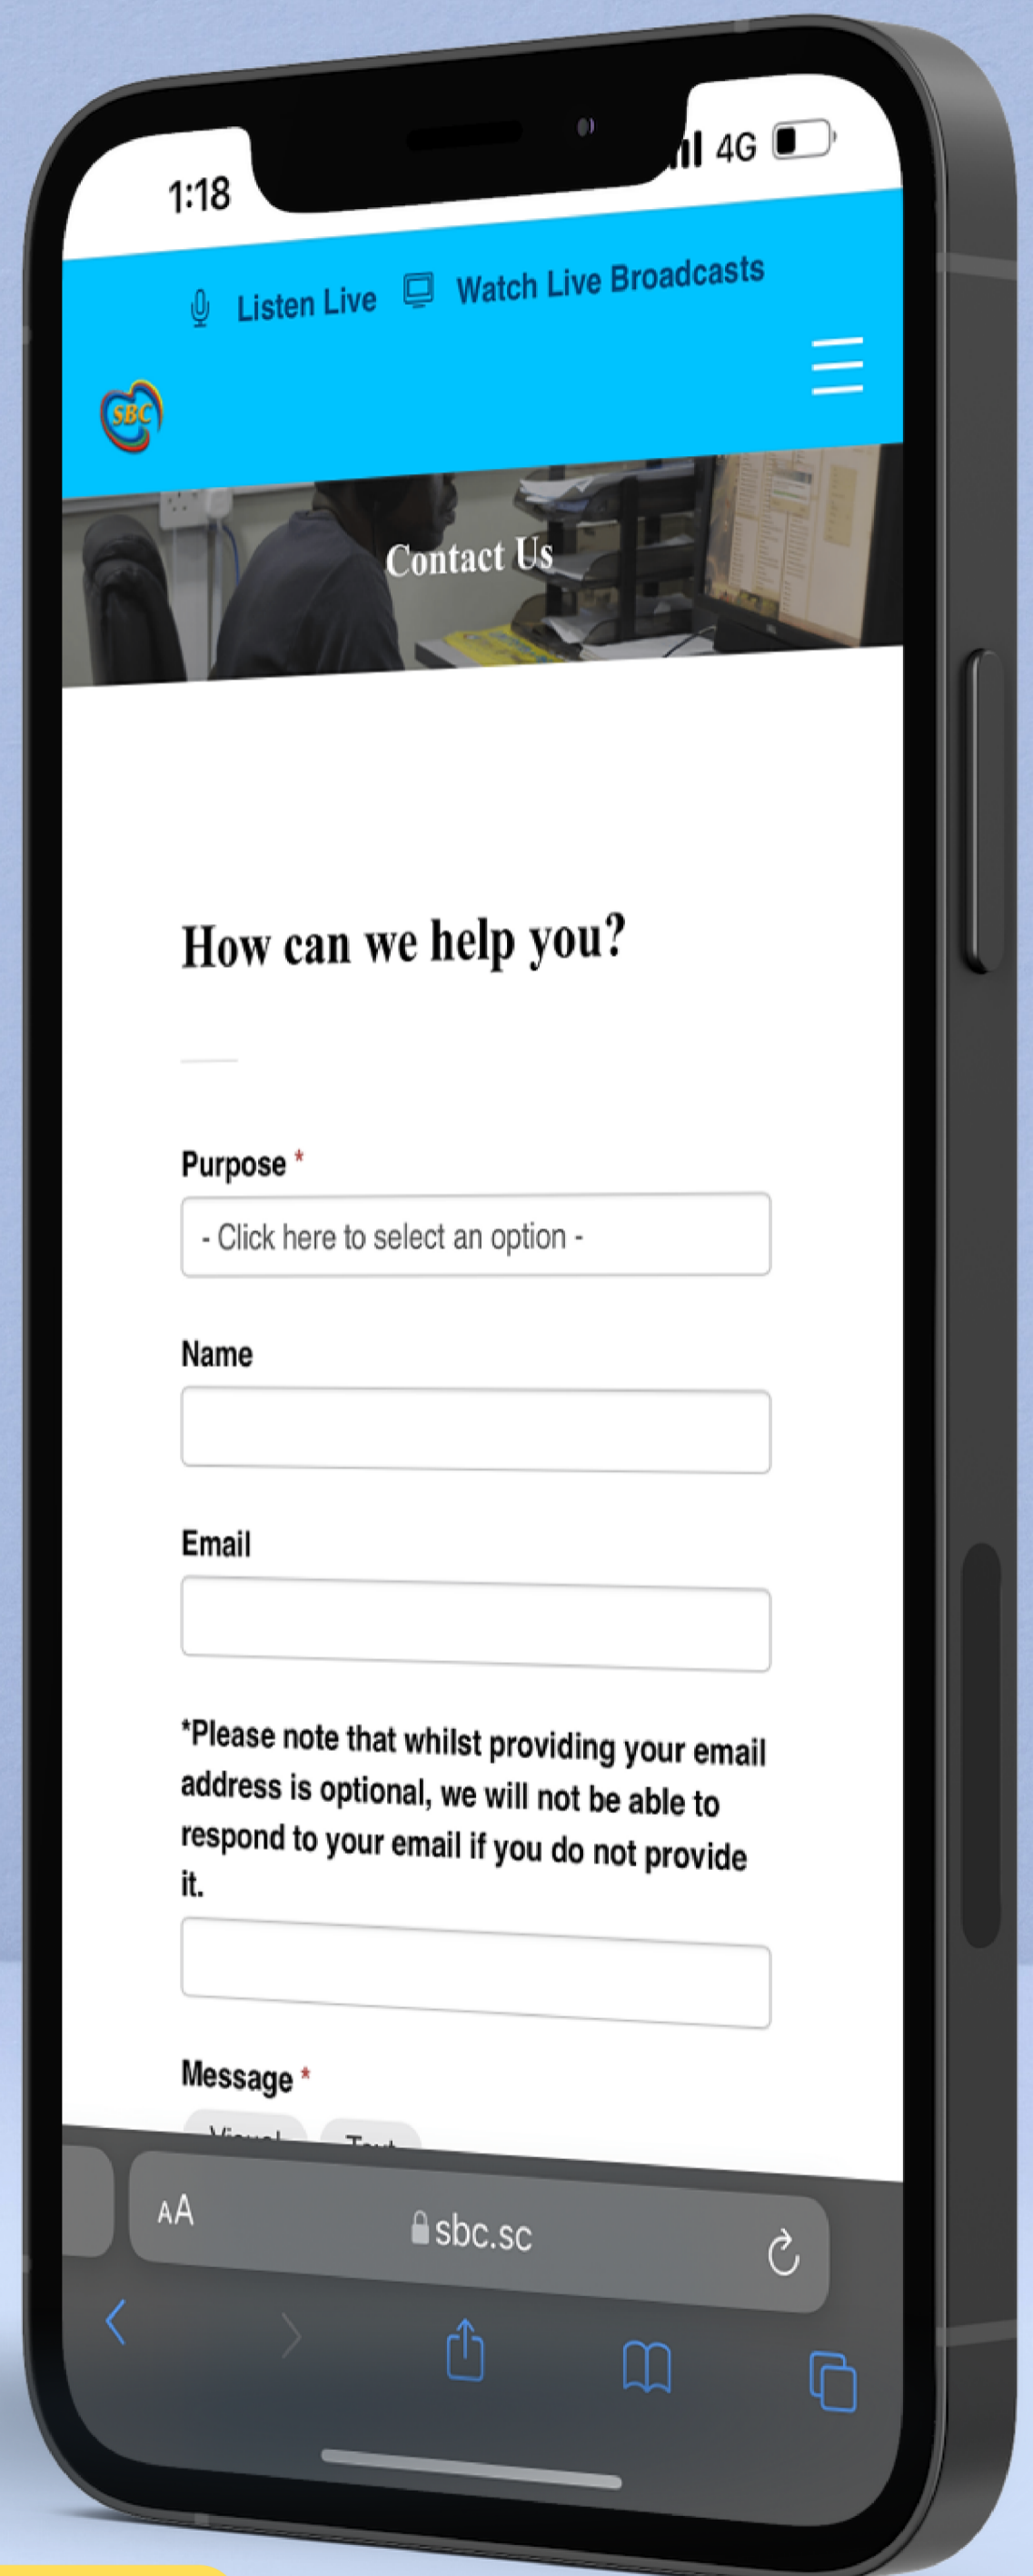 1:18
4G
Listen Live Watch Live Broadcasts
SBC
Contact Us
How can we help you?
Purpose *
- Click here to select an option -
Name
Email
*Please note that whilst providing your email
address is optional, we will not be able to
respond to your email if you do not provide
it.
Message *
Visual Text
AA sbc.sc